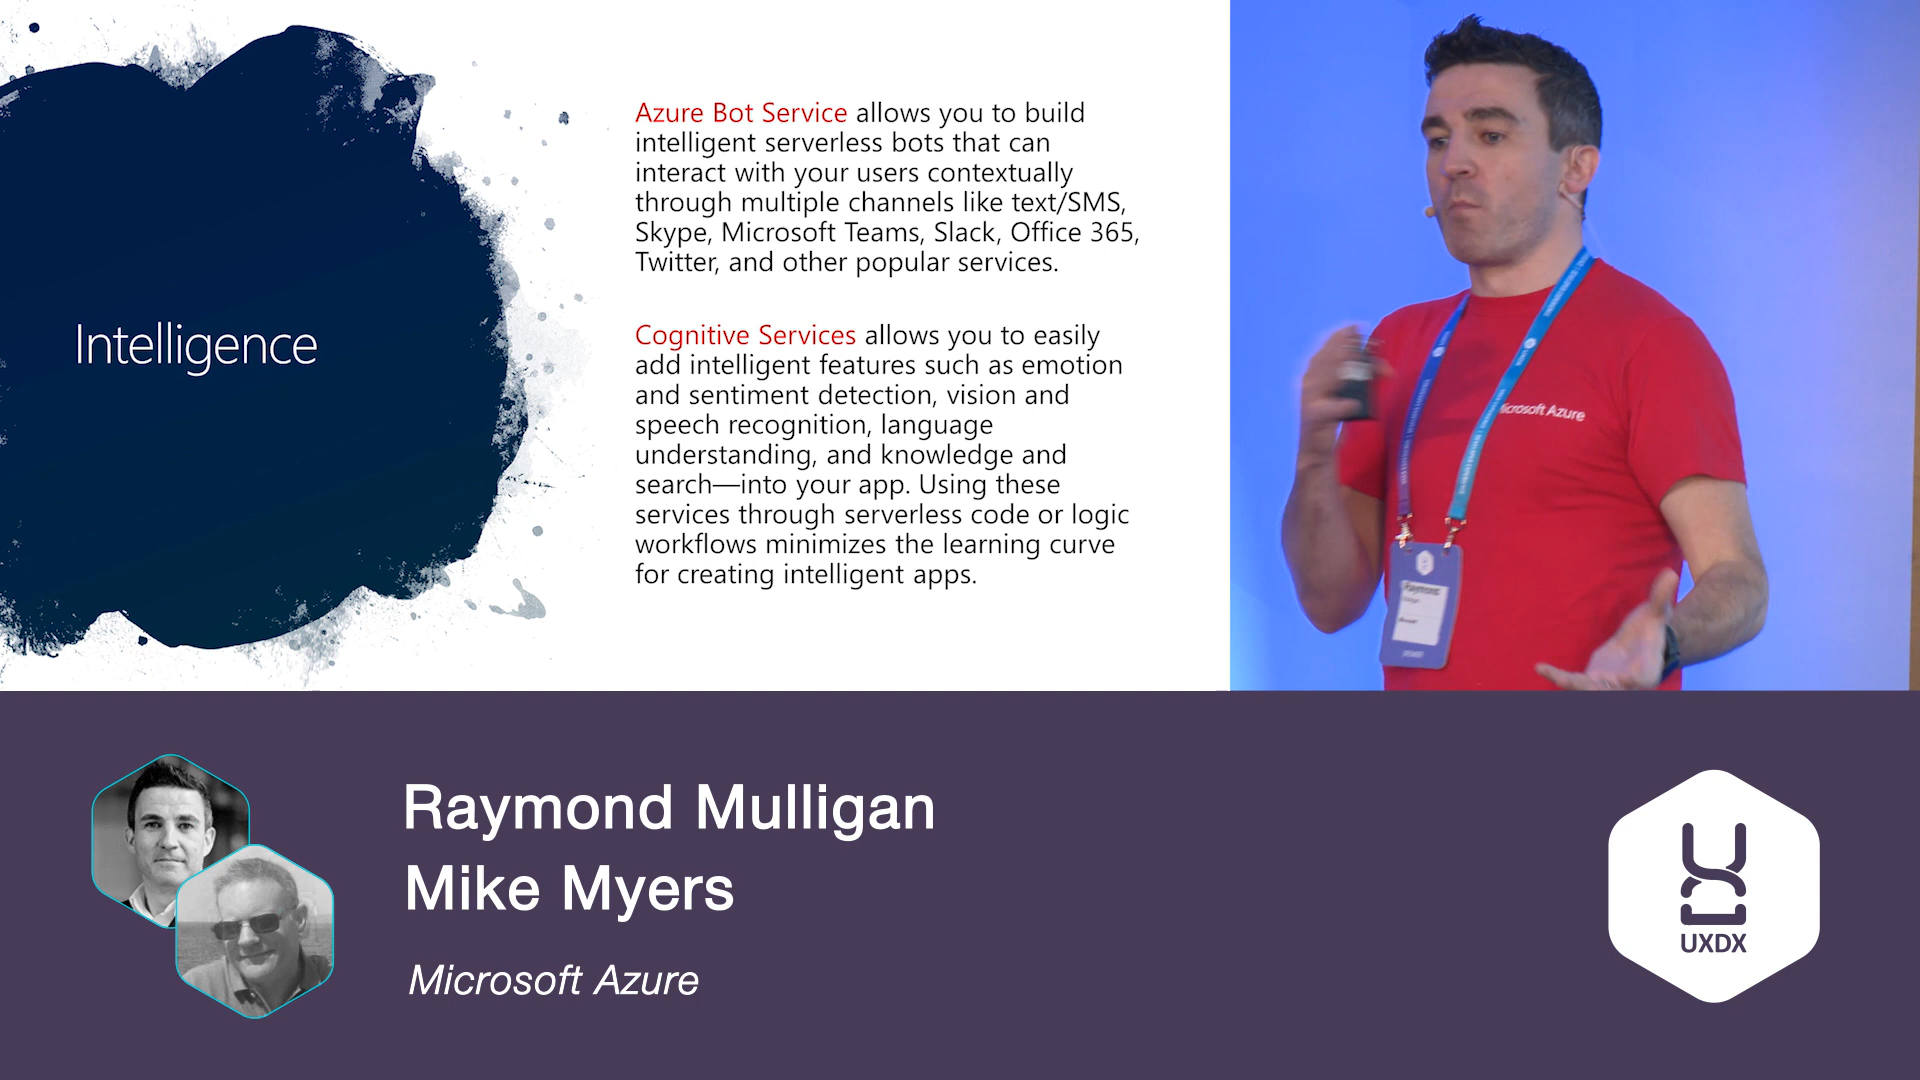 Intelligence
Azure Bot Service allows you to build
intelligent serverless bots that can
interact with your users contextually
through multiple channels like text/SMS,
Skype, Microsoft Teams, Slack, Office 365,
Twitter, and other popular services.
Cognitive Services allows you to easily
add intelligent features such as emotion
and sentiment detection, vision and
speech recognition, language
understanding, and knowledge and
search—into your app. Using these
services through serverless code or logic
workflows minimizes the learning curve
for creating intelligent apps.
Microsoft Azure
Raymond
Raymond Mulligan
Mike Myers
Microsoft Azure
UXDX